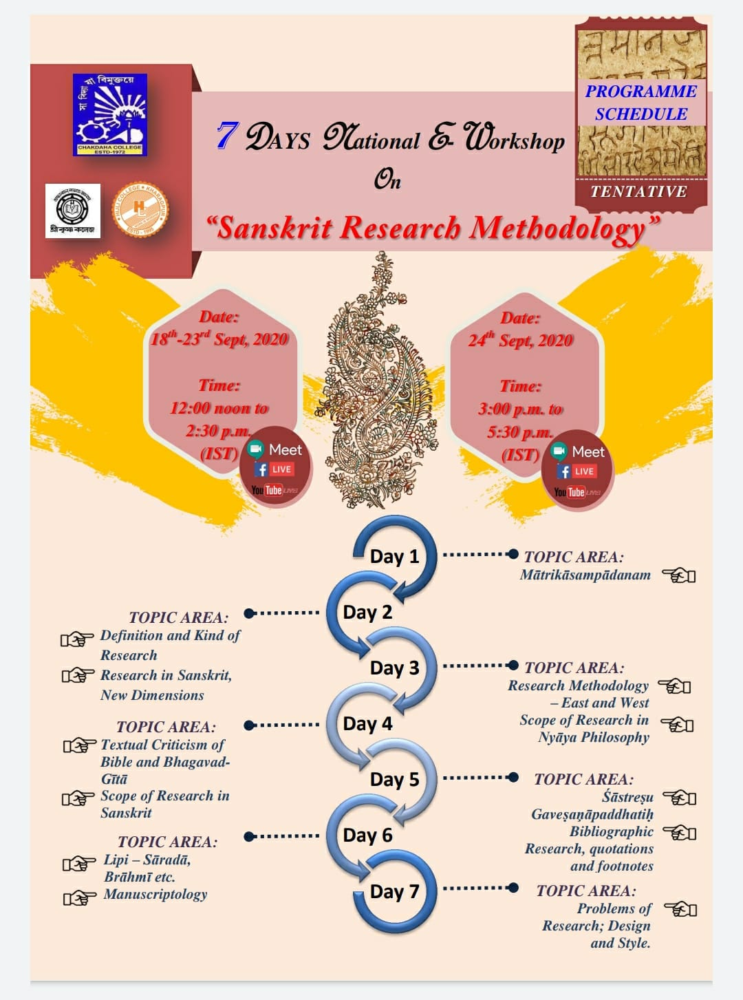 সা বিদ্যা যা বিমুক্তয়ে
CHAKDAHA COLLEGE
ESTD-1972
শ্রীকৃষ্ণ কলেজ
HIJLI COLLEGE • KHARAGPUR
ESTD - 1995
PROGRAMME
SCHEDULE
TENTATIVE
7 DAYS National E-Workshop
On
“Sanskrit Research Methodology”
Date:
18th-23rd Sept, 2020
Time:
12:00 noon to
2:30 p.m.
(IST)
Meet
LIVE
YouTube LIVE!
Date:
24th Sept, 2020
Time:
3:00 p.m. to
5:30 p.m.
(IST)
Meet
LIVE
YouTube LIVE!
Day 1
TOPIC AREA:
Mātrikāsampādanam
Day 2
TOPIC AREA:
Definition and Kind of
Research
Research in Sanskrit,
New Dimensions
Day 3
TOPIC AREA:
Research Methodology
– East and West
Scope of Research in
Nyāya Philosophy
Day 4
TOPIC AREA:
Textual Criticism of
Bible and Bhagavad-
Gītā
Scope of Research in
Sanskrit
Day 5
TOPIC AREA:
Śāstreṣu
Gaveṣaṇāpaddhatiḥ
Bibliographic
Research, quotations
and footnotes
Day 6
TOPIC AREA:
Lipi – Sāradā,
Brāhmī etc.
Manuscriptology
Day 7
TOPIC AREA:
Problems of
Research; Design
and Style.